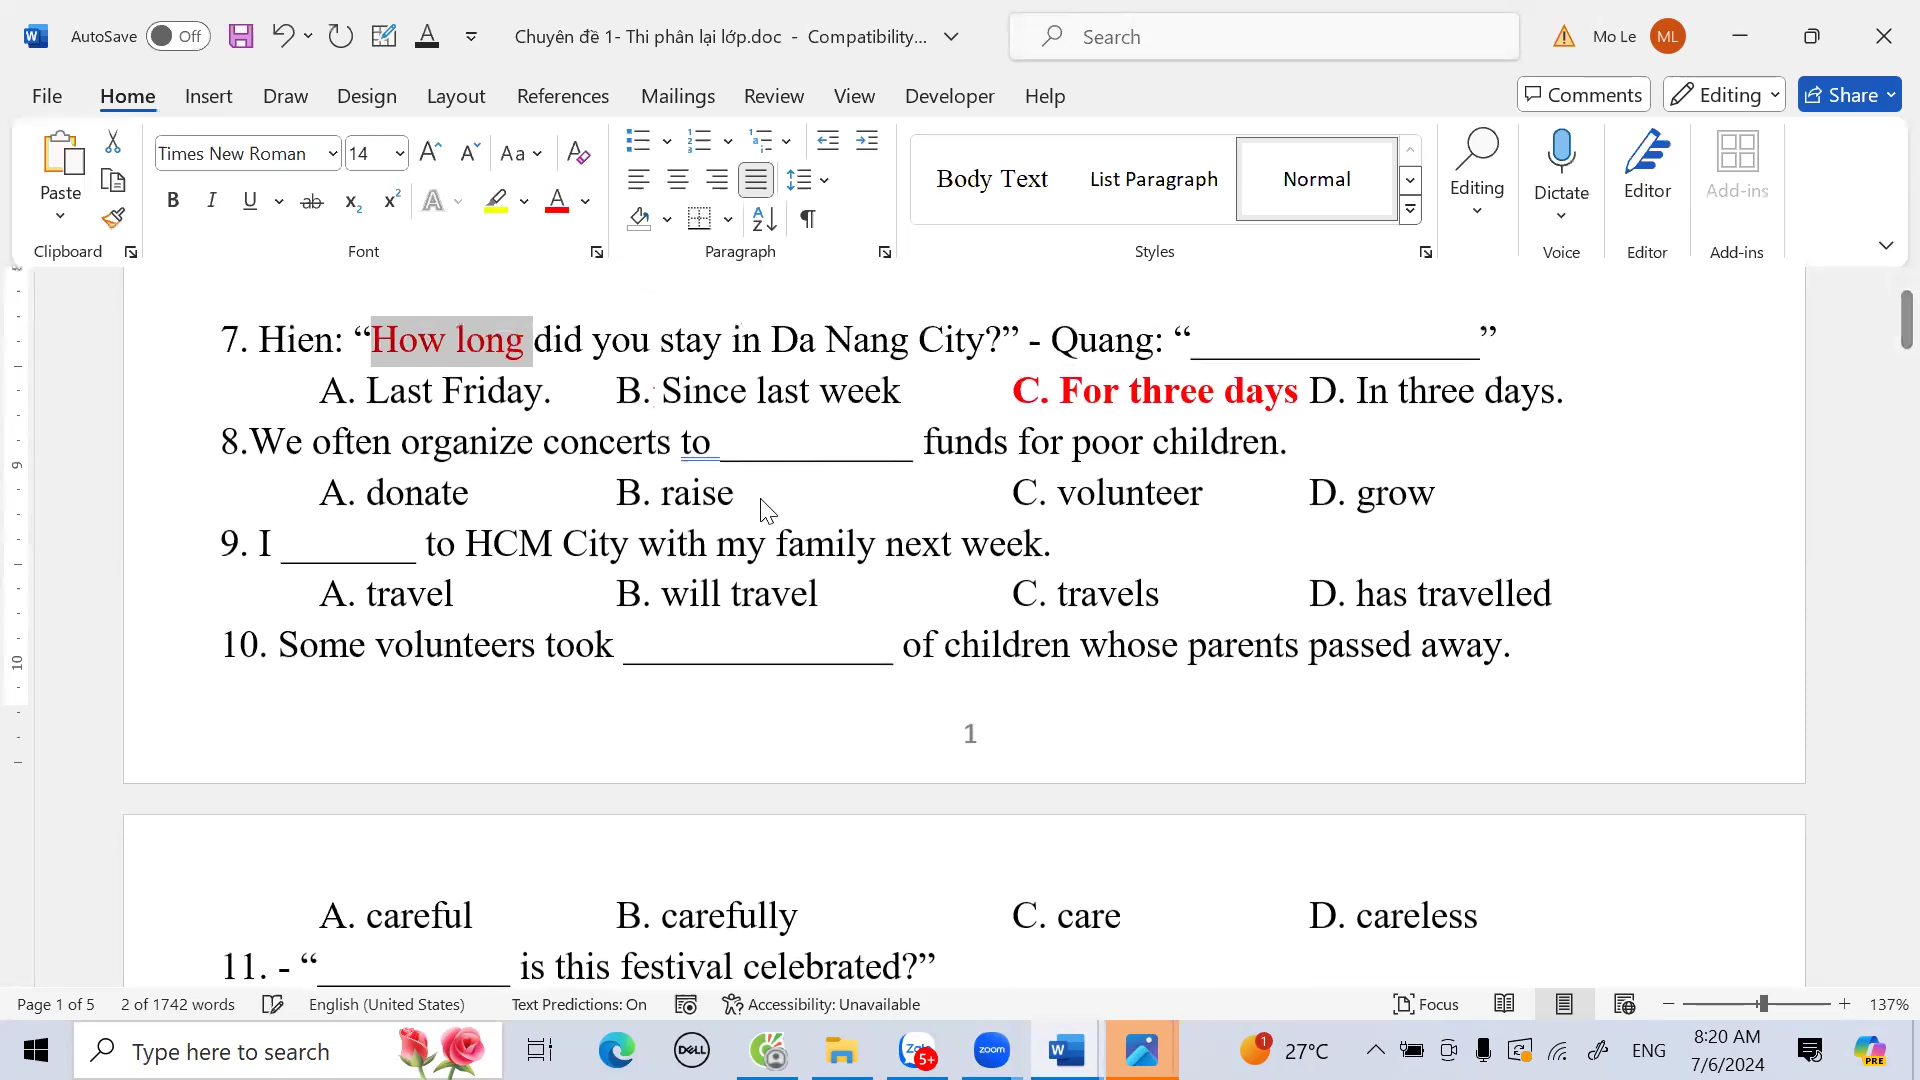 AutoSave Off Chuyên đề 1- Thi phân lại lớp.doc - Compatibility... Search Mo Le ML
File Home Insert Draw Design Layout References Mailings Review View Developer Help Comments Editing Share
Paste Times New Roman 14 Body Text List Paragraph Normal Editing Dictate Editor Add-ins
Clipboard Font Paragraph Styles Voice Editor Add-ins
7. Hien: “How long did you stay in Da Nang City?” - Quang: “_______________”
A. Last Friday. B. Since last week C. For three days D. In three days.
8.We often organize concerts to __________ funds for poor children.
A. donate B. raise C. volunteer D. grow
9. I _______ to HCM City with my family next week.
A. travel B. will travel C. travels D. has travelled
10. Some volunteers took ______________ of children whose parents passed away.
1
A. careful B. carefully C. care D. careless
11. - “__________ is this festival celebrated?”
Page 1 of 5 2 of 1742 words English (United States) Text Predictions: On Accessibility: Unavailable Focus 137%
Type here to search DELL Zalo 5+ zoom 1 27°C ENG 8:20 AM PRE
7/6/2024